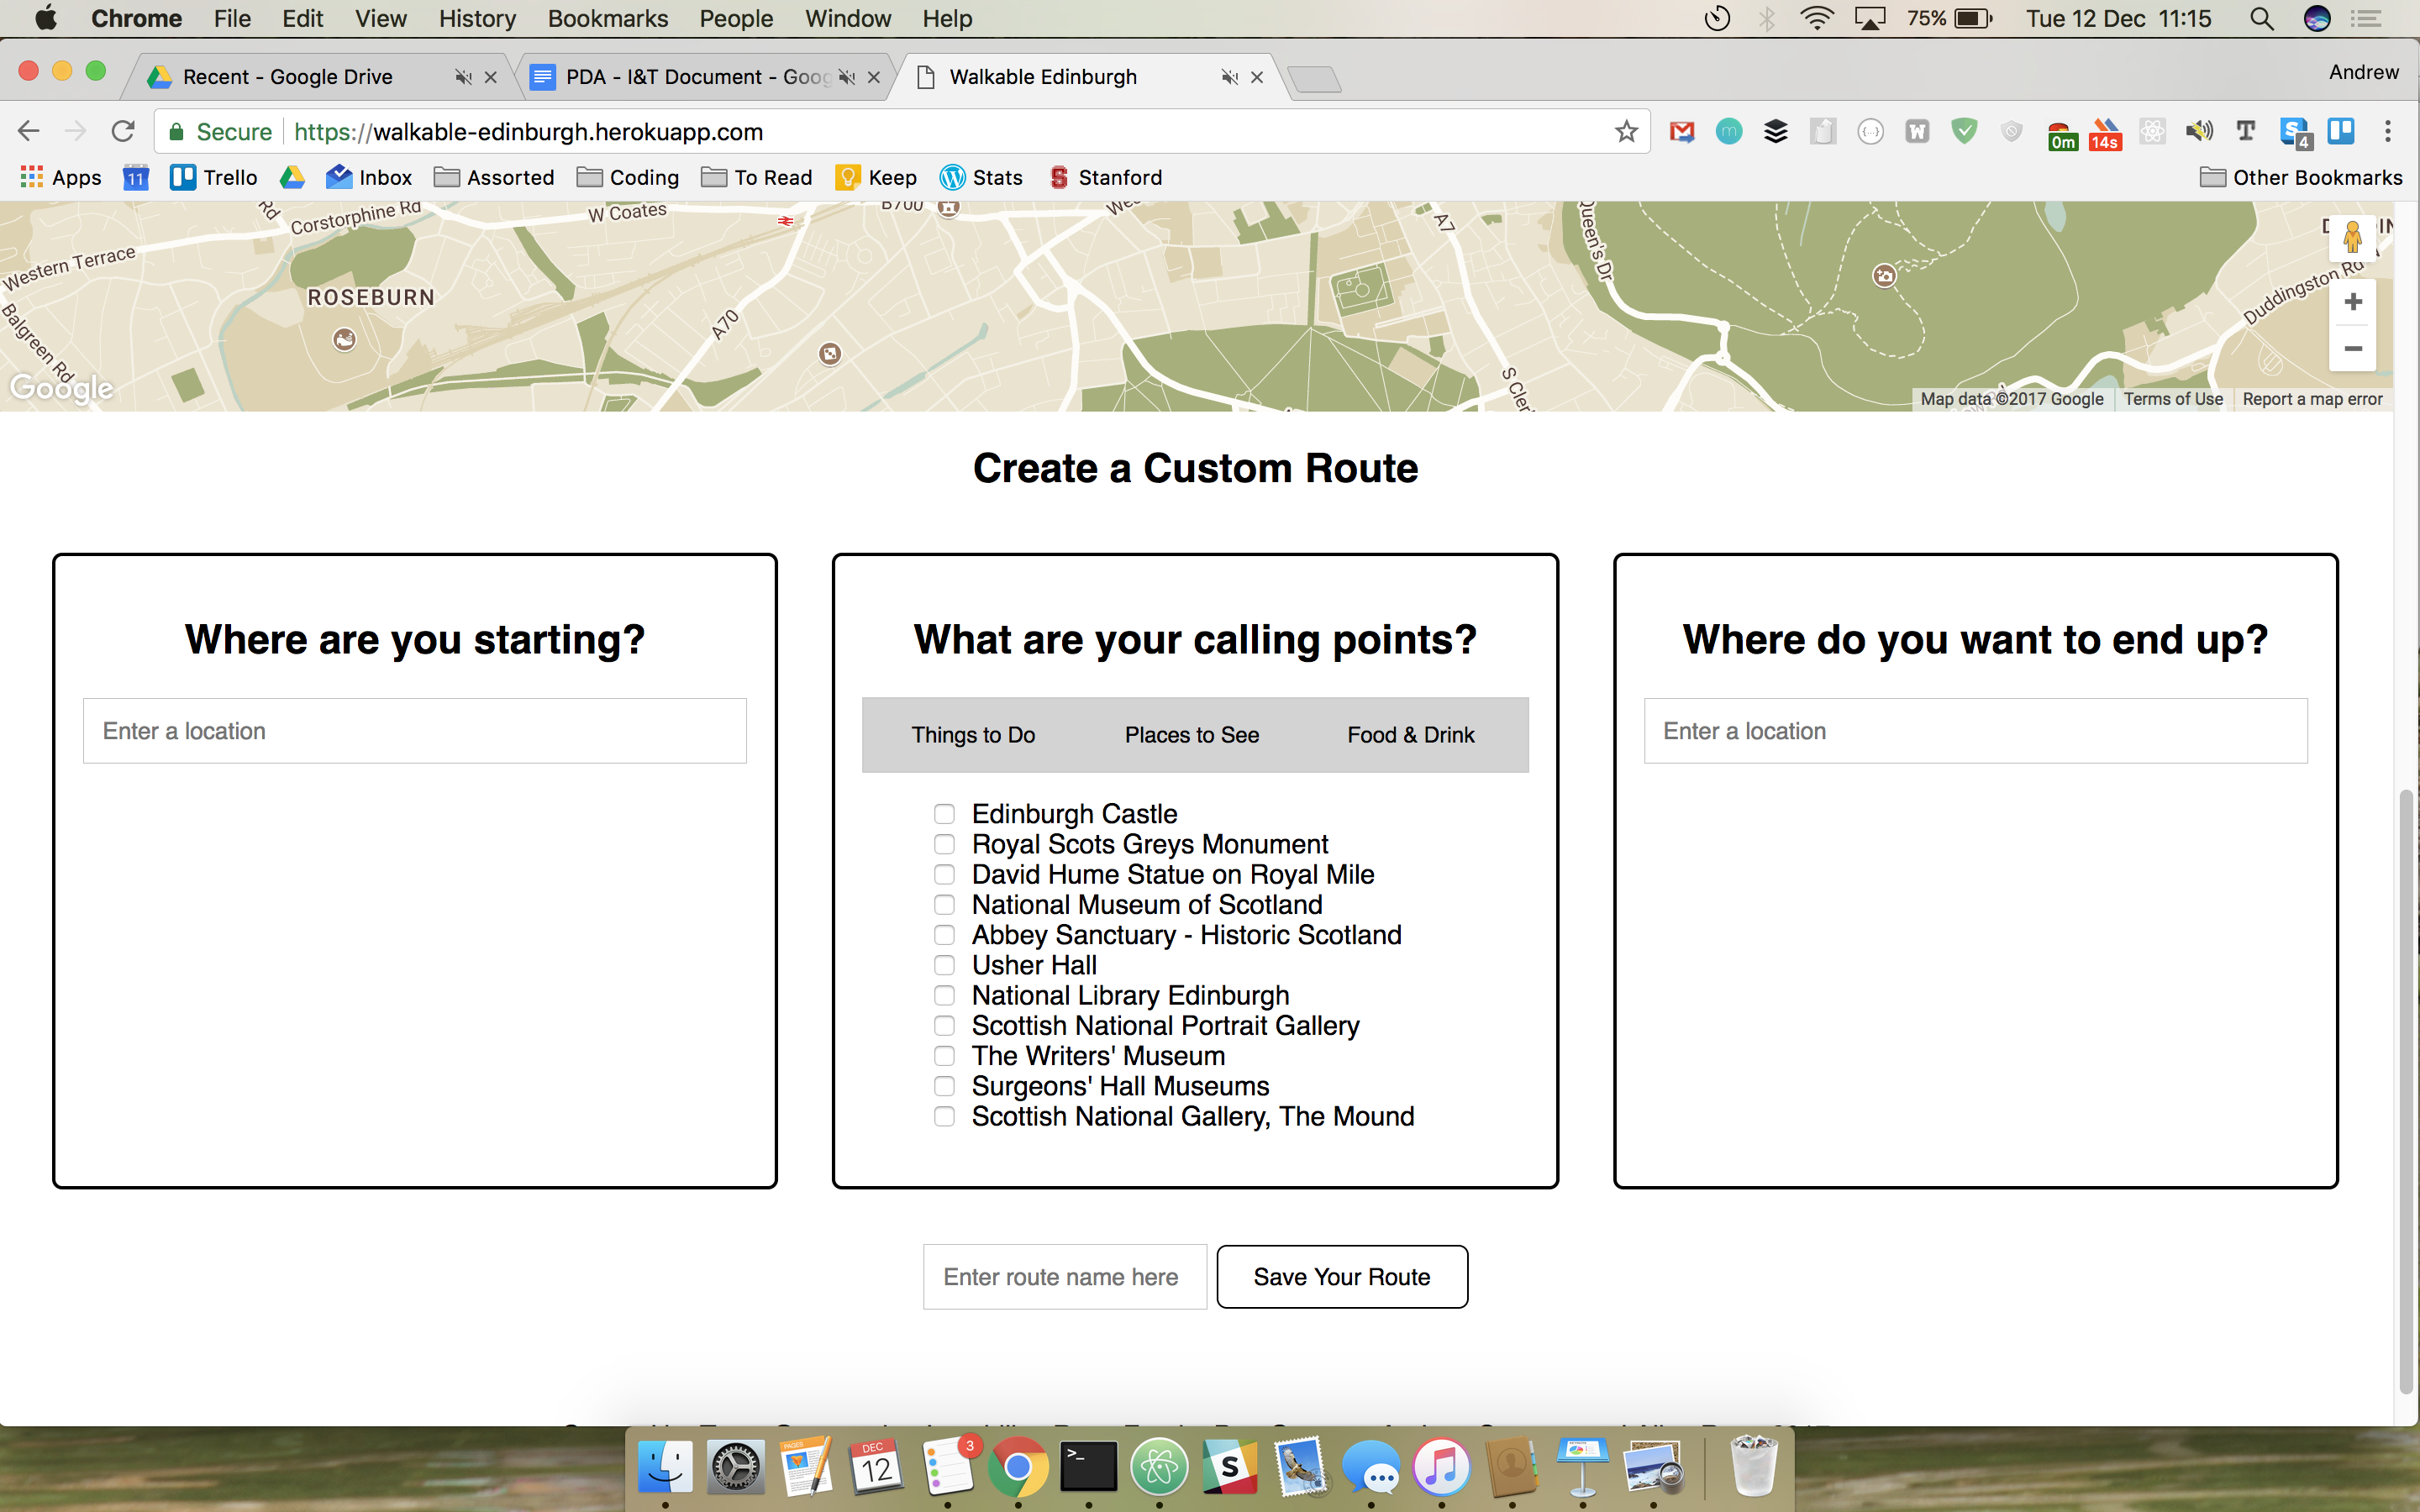 Chrome File Edit View History Bookmarks People Window Help 75% Tue 12 Dec 11:15
Recent - Google Drive PDA - I&T Document - Goog Walkable Edinburgh Andrew
Secure https://walkable-edinburgh.herokuapp.com 0m 14s 4
Apps 11 Trello Inbox Assorted Coding To Read Keep Stats Stanford Other Bookmarks
Rd Corstorphine Rd W Coates B700 A7 Queen's Dr
Western Terrace
ROSEBURN
Balgreen Rd
A70
Duddingston Rd
S Cler
Google
Map data ©2017 Google Terms of Use Report a map error
Create a Custom Route
Where are you starting?
Enter a location
What are your calling points?
Things to Do Places to See Food & Drink
Edinburgh Castle
Royal Scots Greys Monument
David Hume Statue on Royal Mile
National Museum of Scotland
Abbey Sanctuary - Historic Scotland
Usher Hall
National Library Edinburgh
Scottish National Portrait Gallery
The Writers' Museum
Surgeons' Hall Museums
Scottish National Gallery, The Mound
Where do you want to end up?
Enter a location
Enter route name here Save Your Route
PAGES DEC 12 3